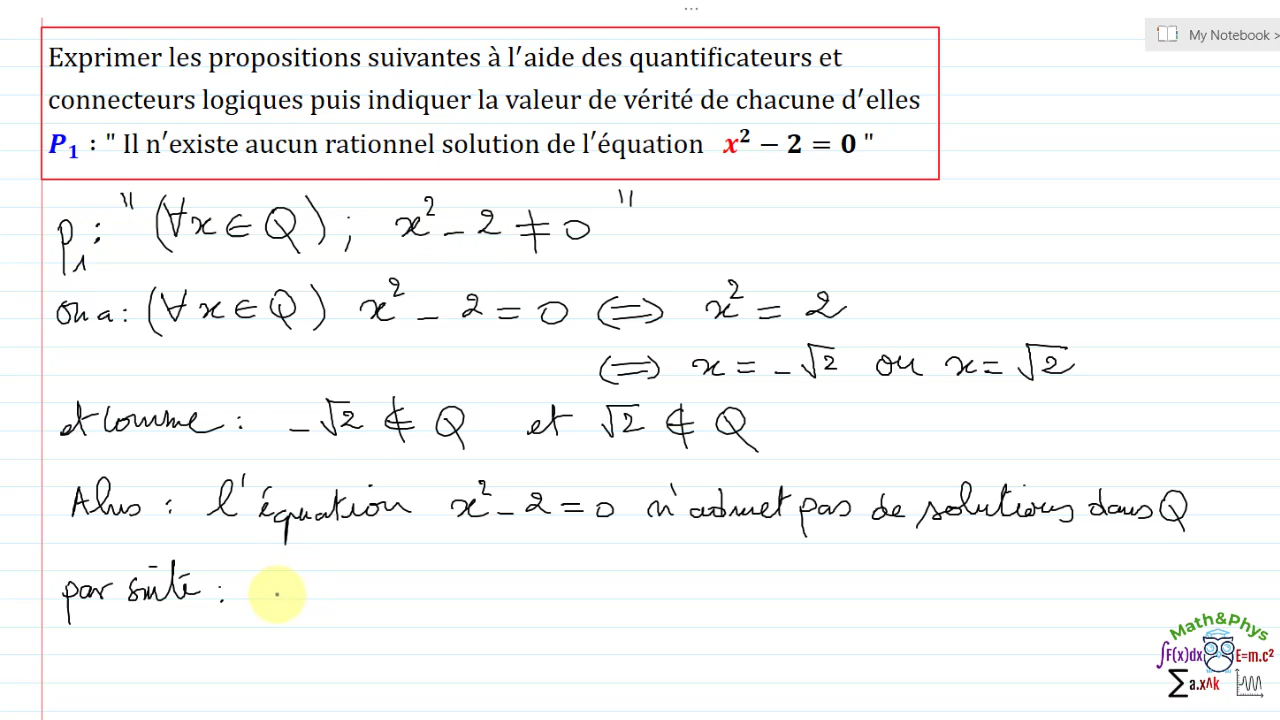 ...
My Notebook >
Exprimer les propositions suivantes à l'aide des quantificateurs et
connecteurs logiques puis indiquer la valeur de vérité de chacune d'elles
P₁ : " Il n'existe aucun rationnel solution de l'équation x² − 2 = 0 "
p₁ : " (∀x ∈ Q) ; x² − 2 ≠ 0 "
on a : (∀x ∈ Q) x² − 2 = 0 (⟺) x² = 2
(⟺) x = −√2 ou x = √2
et comme : −√2 ∉ Q et √2 ∉ Q
Alors : l'équation x² − 2 = 0 n'admet pas de solutions dans Q
par suite :
Math&Phys
∫F(x)dx E=m.c²
∑ a.x^k